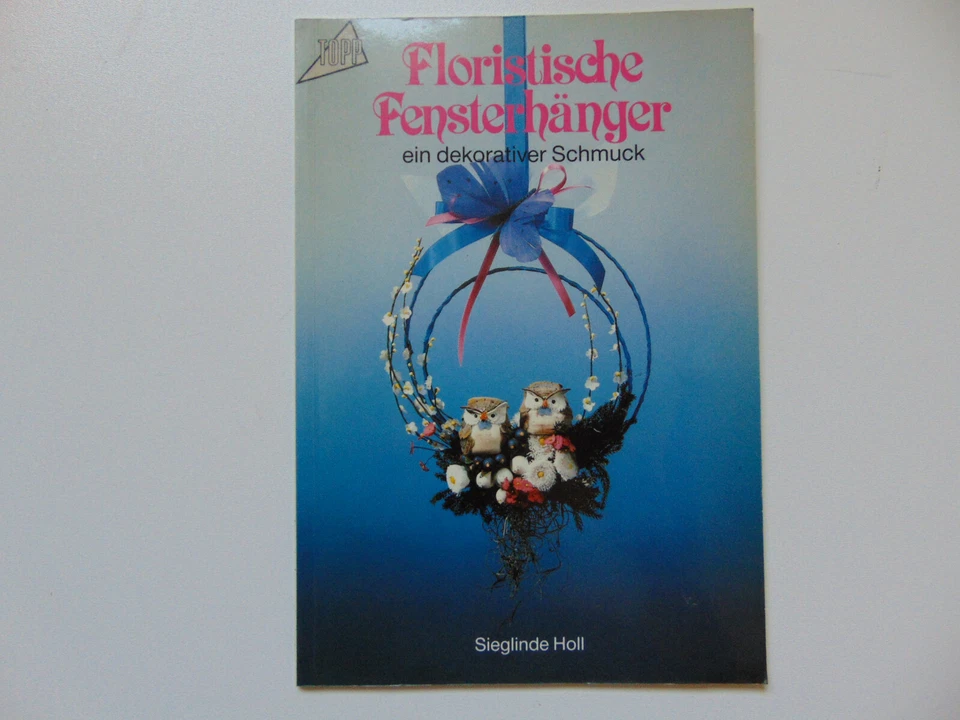 TOPP
Floristische
Fensterhänger
ein dekorativer Schmuck
Sieglinde Holl